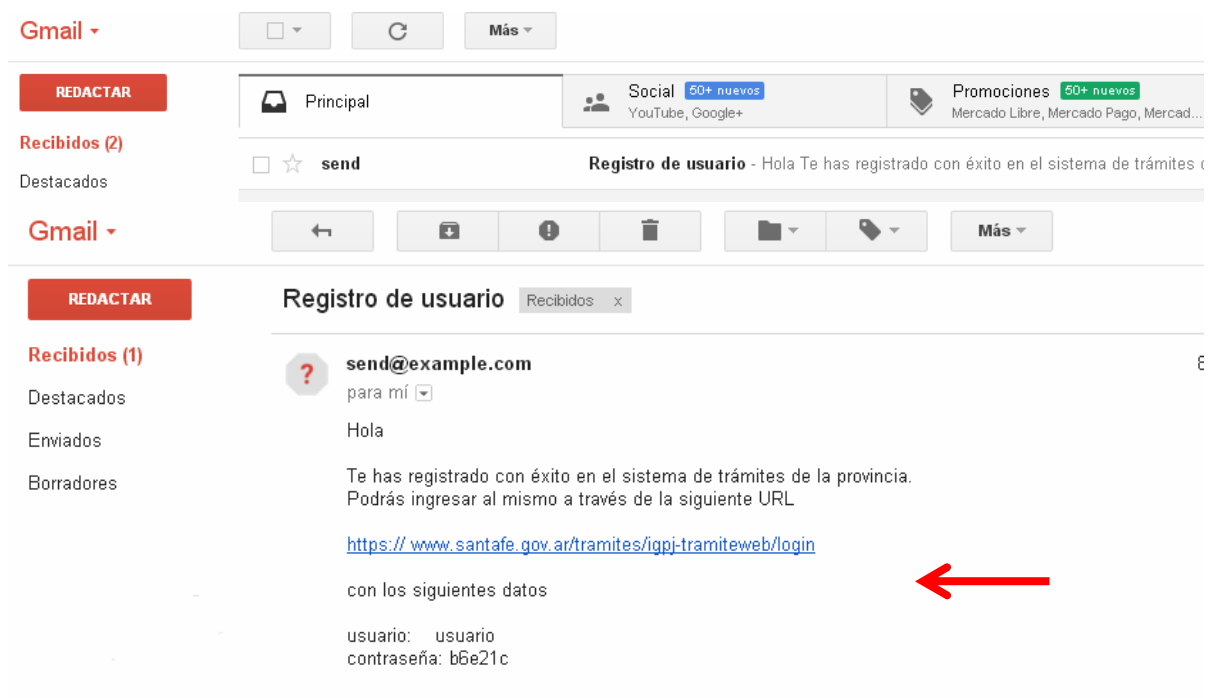 Gmail
Más
REDACTAR
Principal
Social 50+ nuevos
YouTube, Google+
Promociones 50+ nuevos
Mercado Libre, Mercado Pago, Mercad...
Recibidos (2)
Destacados
send Registro de usuario - Hola Te has registrado con éxito en el sistema de trámites
Gmail
Más
REDACTAR
Registro de usuario Recibidos x
Recibidos (1)
Destacados
Enviados
Borradores
send@example.com
para mí
Hola
Te has registrado con éxito en el sistema de trámites de la provincia.
Podrás ingresar al mismo a través de la siguiente URL
https:// www.santafe.gov.ar/tramites/igpj-tramiteweb/login
con los siguientes datos
usuario: usuario
contraseña: b6e21c